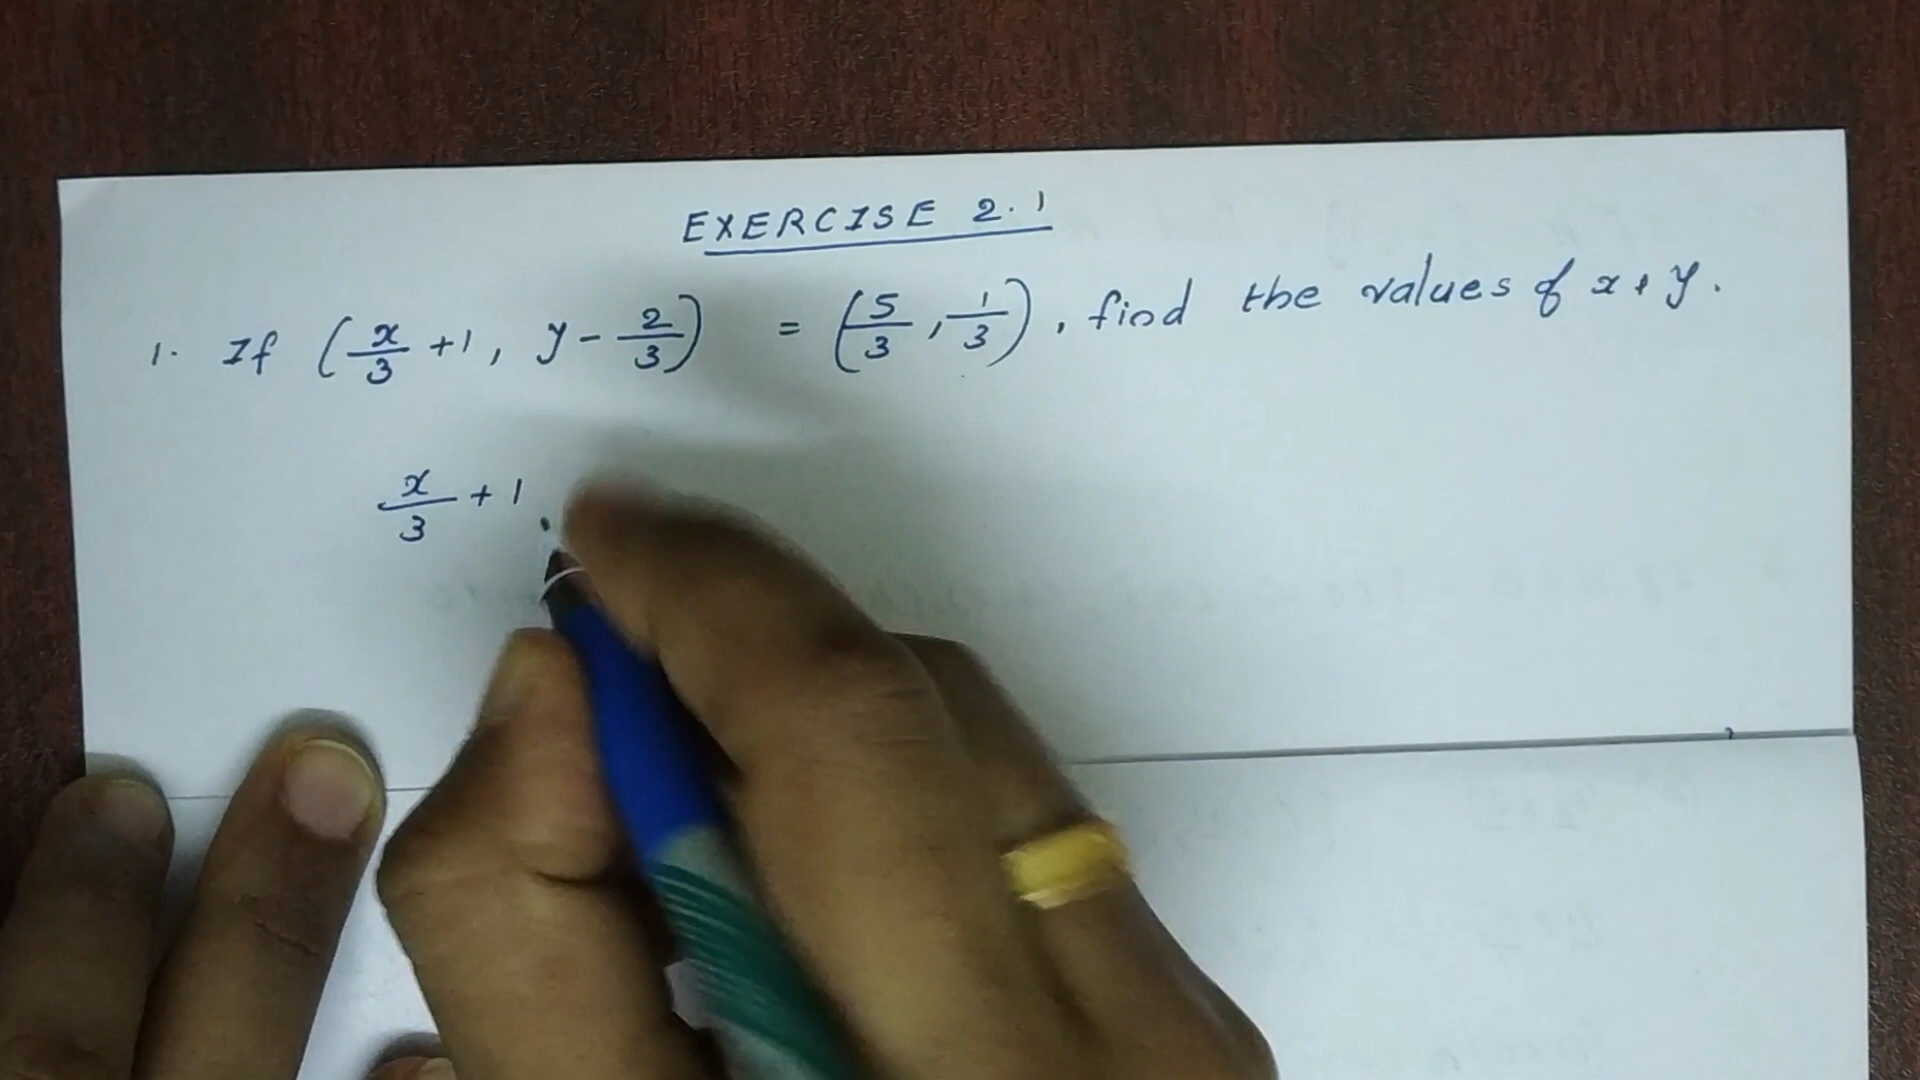 EXERCISE 2.1
1. If (x/3 +1, y - 2/3) = (5/3, 1/3), find the values of x & y.
x/3 + 1